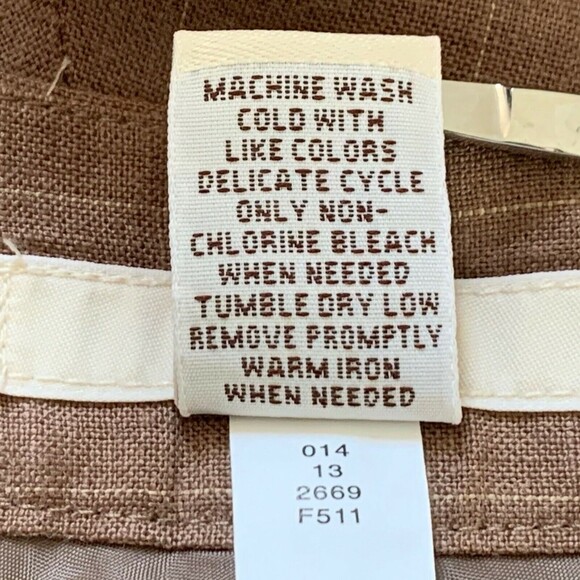 MACHINE WASH
COLD WITH
LIKE COLORS
DELICATE CYCLE
ONLY NON-
CHLORINE BLEACH
WHEN NEEDED
TUMBLE DRY LOW
REMOVE PROMPTLY
WARM IRON
WHEN NEEDED
014
13
2669
F511